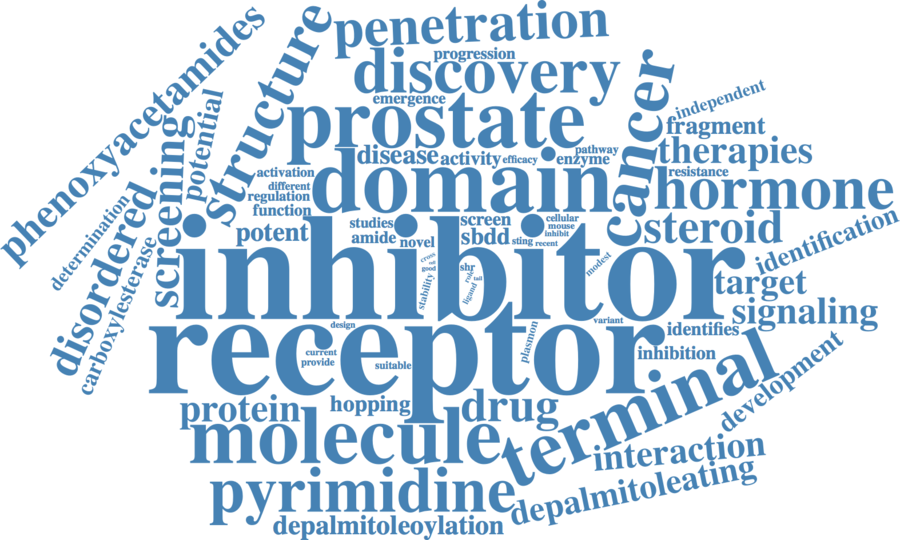 penetration
progression
discovery
emergence
prostate
phenoxyacetamides
structure
potential
screening
disordered
determination
carboxylesterase
cancer
independent
fragment
therapies
resistance
hormone
steroid
identification
target
signaling
disease
activity
efficacy
pathway
enzyme
activation
different
regulation
function
domain
potent
studies
amide
novel
screen
sbdd
sting
recent
cellular
mouse
inhibit
inhibitor
cross
good
stability
shr
role
tail
ligand
modest
variant
receptor
design
current
provide
suitable
plasmon
identifies
inhibition
terminal
development
protein
hopping
drug
molecule
interaction
pyrimidine
depalmitoleating
depalmitoleoylation